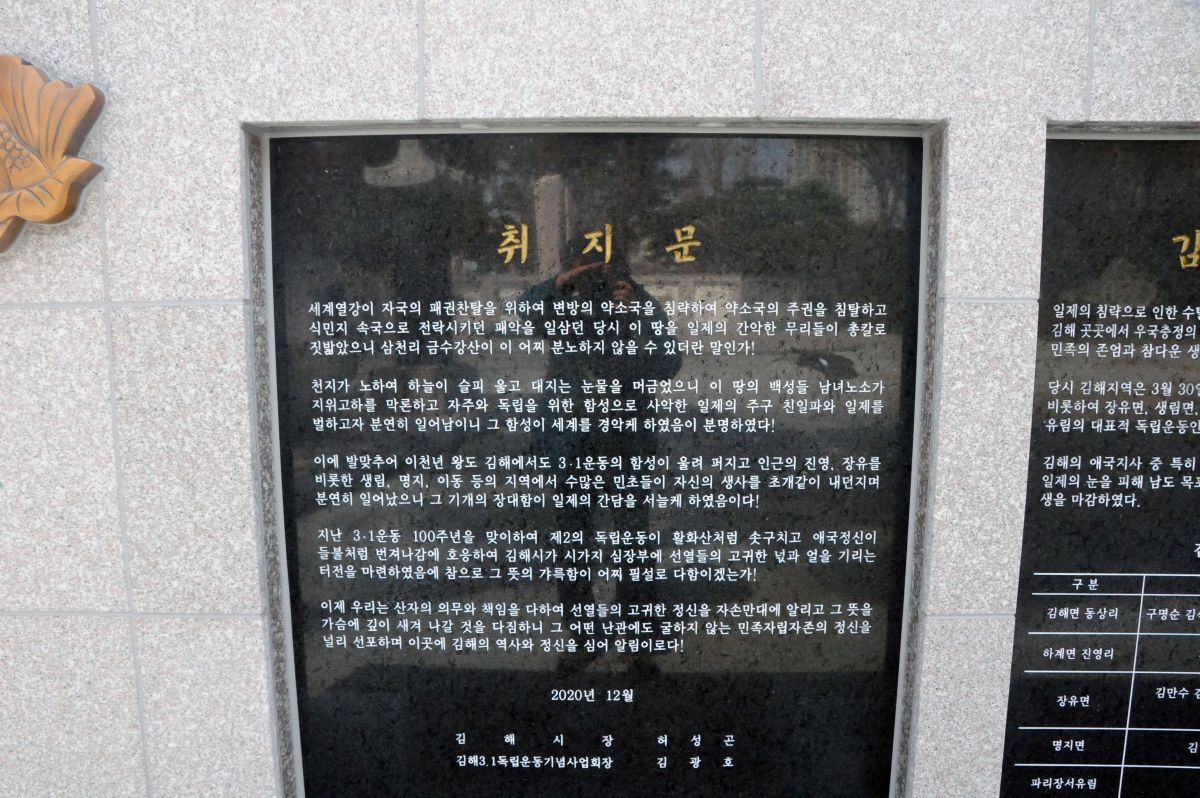 취 지 문
세계열강이 자국의 패권찬탈을 위하여 변방의 약소국을 침략하여 약소국의 주권을 침탈하고
식민지 속국으로 전락시키던 패악을 일삼던 당시 이 땅을 일제의 간악한 무리들이 총칼로
짓밟았으니 삼천리 금수강산이 이 어찌 분노하지 않을 수 있더란 말인가!
천지가 노하여 하늘이 슬피 울고 대지는 눈물을 머금었으니 이 땅의 백성들 남녀노소가
지위고하를 막론하고 자주와 독립을 위한 함성으로 사악한 일제의 주구 친일파와 일제를
벌하고자 분연히 일어남이니 그 함성이 세계를 경악케 하였음이 분명하였다!
이에 발맞추어 이천년 왕도 김해에서도 3·1운동의 함성이 울려 퍼지고 인근의 진영, 장유를
비롯한 생림, 명지, 이동 등의 지역에서 수많은 민초들이 자신의 생사를 초개같이 내던지며
분연히 일어났으니 그 기개의 장대함이 일제의 간담을 서늘케 하였음이다!
지난 3·1운동 100주년을 맞이하여 제2의 독립운동이 활화산처럼 솟구치고 애국정신이
들불처럼 번져나감에 호응하여 김해시가 시가지 심장부에 선열들의 고귀한 넋과 얼을 기리는
터전을 마련하였음에 참으로 그 뜻의 갸륵함이 어찌 필설로 다함이겠는가!
이제 우리는 산자의 의무와 책임을 다하여 선열들의 고귀한 정신을 자손만대에 알리고 그 뜻을
가슴에 깊이 새겨 나갈 것을 다짐하니 그 어떤 난관에도 굴하지 않는 민족자립자존의 정신을
널리 선포하며 이곳에 김해의 역사와 정신을 심어 알림이로다!
2020년 12월
김 해 시 장 허 성 곤
김해3.1독립운동기념사업회장 김 광 호
김
일제의 침략으로 인한 수탈
김해 곳곳에서 우국충정의
민족의 존엄과 참다운 생
당시 김해지역은 3월 30일
비롯하여 장유면, 생림면,
유림의 대표적 독립운동인
김해의 애국지사 중 특히
일제의 눈을 피해 남도 목포
생을 마감하였다.
구 분
김해면 동상리 구명순 김
하계면 진영리
장유면 김만수 김
명지면 김
파리장서유림